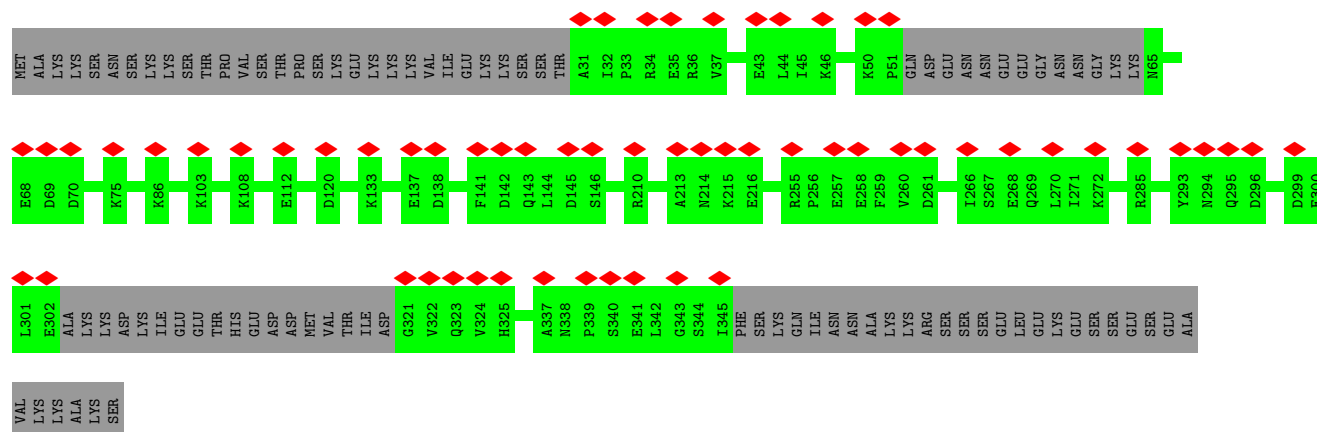 MET ALA LYS LYS SER ASN SER LYS LYS SER THR PRO VAL SER THR PRO SER LYS GLU LYS LYS LYS VAL ILE GLU LYS LYS SER SER THR A31 I32 P33 R34 E35 R36 V37 E43 L44 I45 K46 K50 P51 GLN ASP GLU ASN ASN GLU GLU GLY ASN ASN GLY LYS LYS N65
E68 D69 D70 K75 K86 K103 K108 E112 D120 K133 E137 D138 F141 D142 Q143 L144 D145 S146 R210 A213 N214 K215 E216 R255 P256 E257 E258 F259 V260 D261 I266 S267 E268 Q269 L270 I271 K272 R285 Y293 N294 Q295 D296 D299 E300
L301 E302 ALA LYS LYS ASP LYS ILE GLU GLU THR HIS GLU ASP ASP MET VAL THR ILE ASP G321 V322 Q323 V324 H325 A337 N338 P339 S340 E341 L342 G343 S344 I345 PHE SER LYS GLN ILE ASN ASN ALA LYS LYS ARG SER SER SER GLU LEU GLU LYS GLU SER SER GLU SER GLU ALA
VAL LYS LYS ALA LYS SER